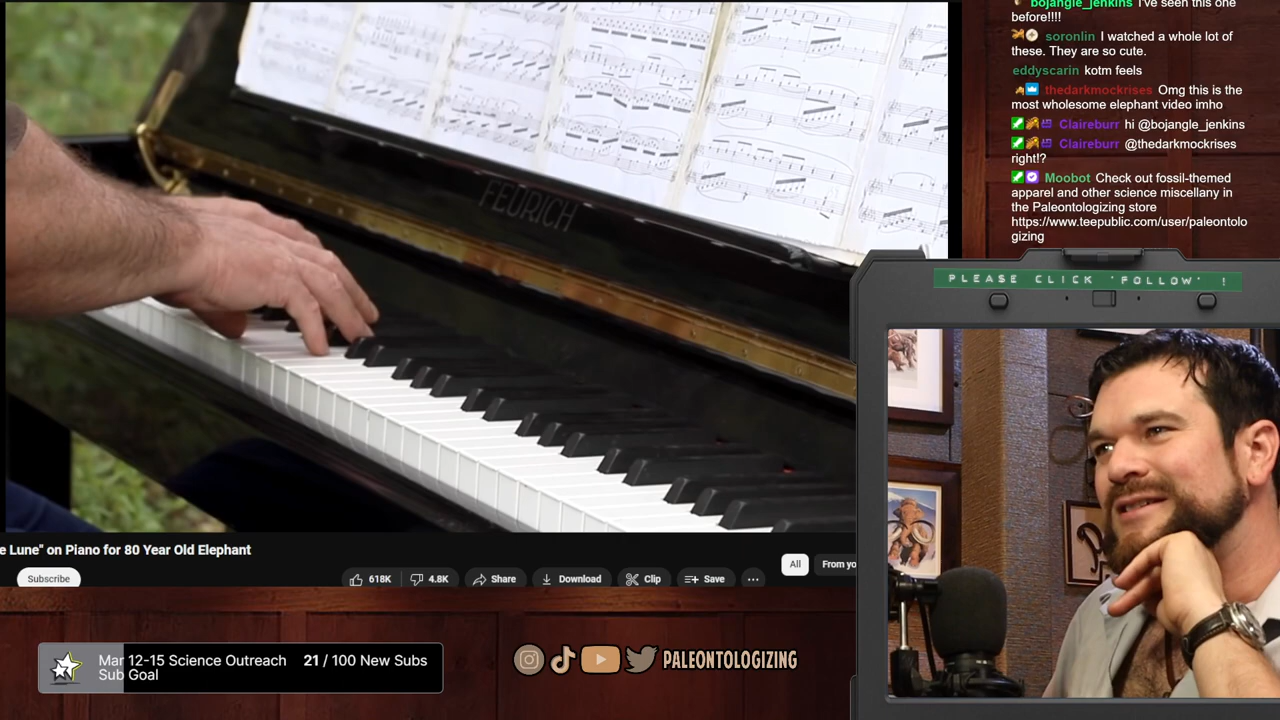 bojangle_jenkins I've seen this one
before!!!!
soronlin I watched a whole lot of
these. They are so cute.
eddyscarin kotm feels
thedarkmockrises Omg this is the
most wholesome elephant video imho
Claireburr hi @bojangle_jenkins
Claireburr @thedarkmockrises
right!?
Moobot Check out fossil-themed
apparel and other science miscellany in
the Paleontologizing store
https://www.teepublic.com/user/paleontolo
gizing
FEURICH
PLEASE CLICK 'FOLLOW' !
e Lune" on Piano for 80 Year Old Elephant
Subscribe
618K
4.8K
Share
Download
Clip
Save
All
From yo
Mar 12-15 Science Outreach 21 / 100 New Subs
Sub Goal
PALEONTOLOGIZING